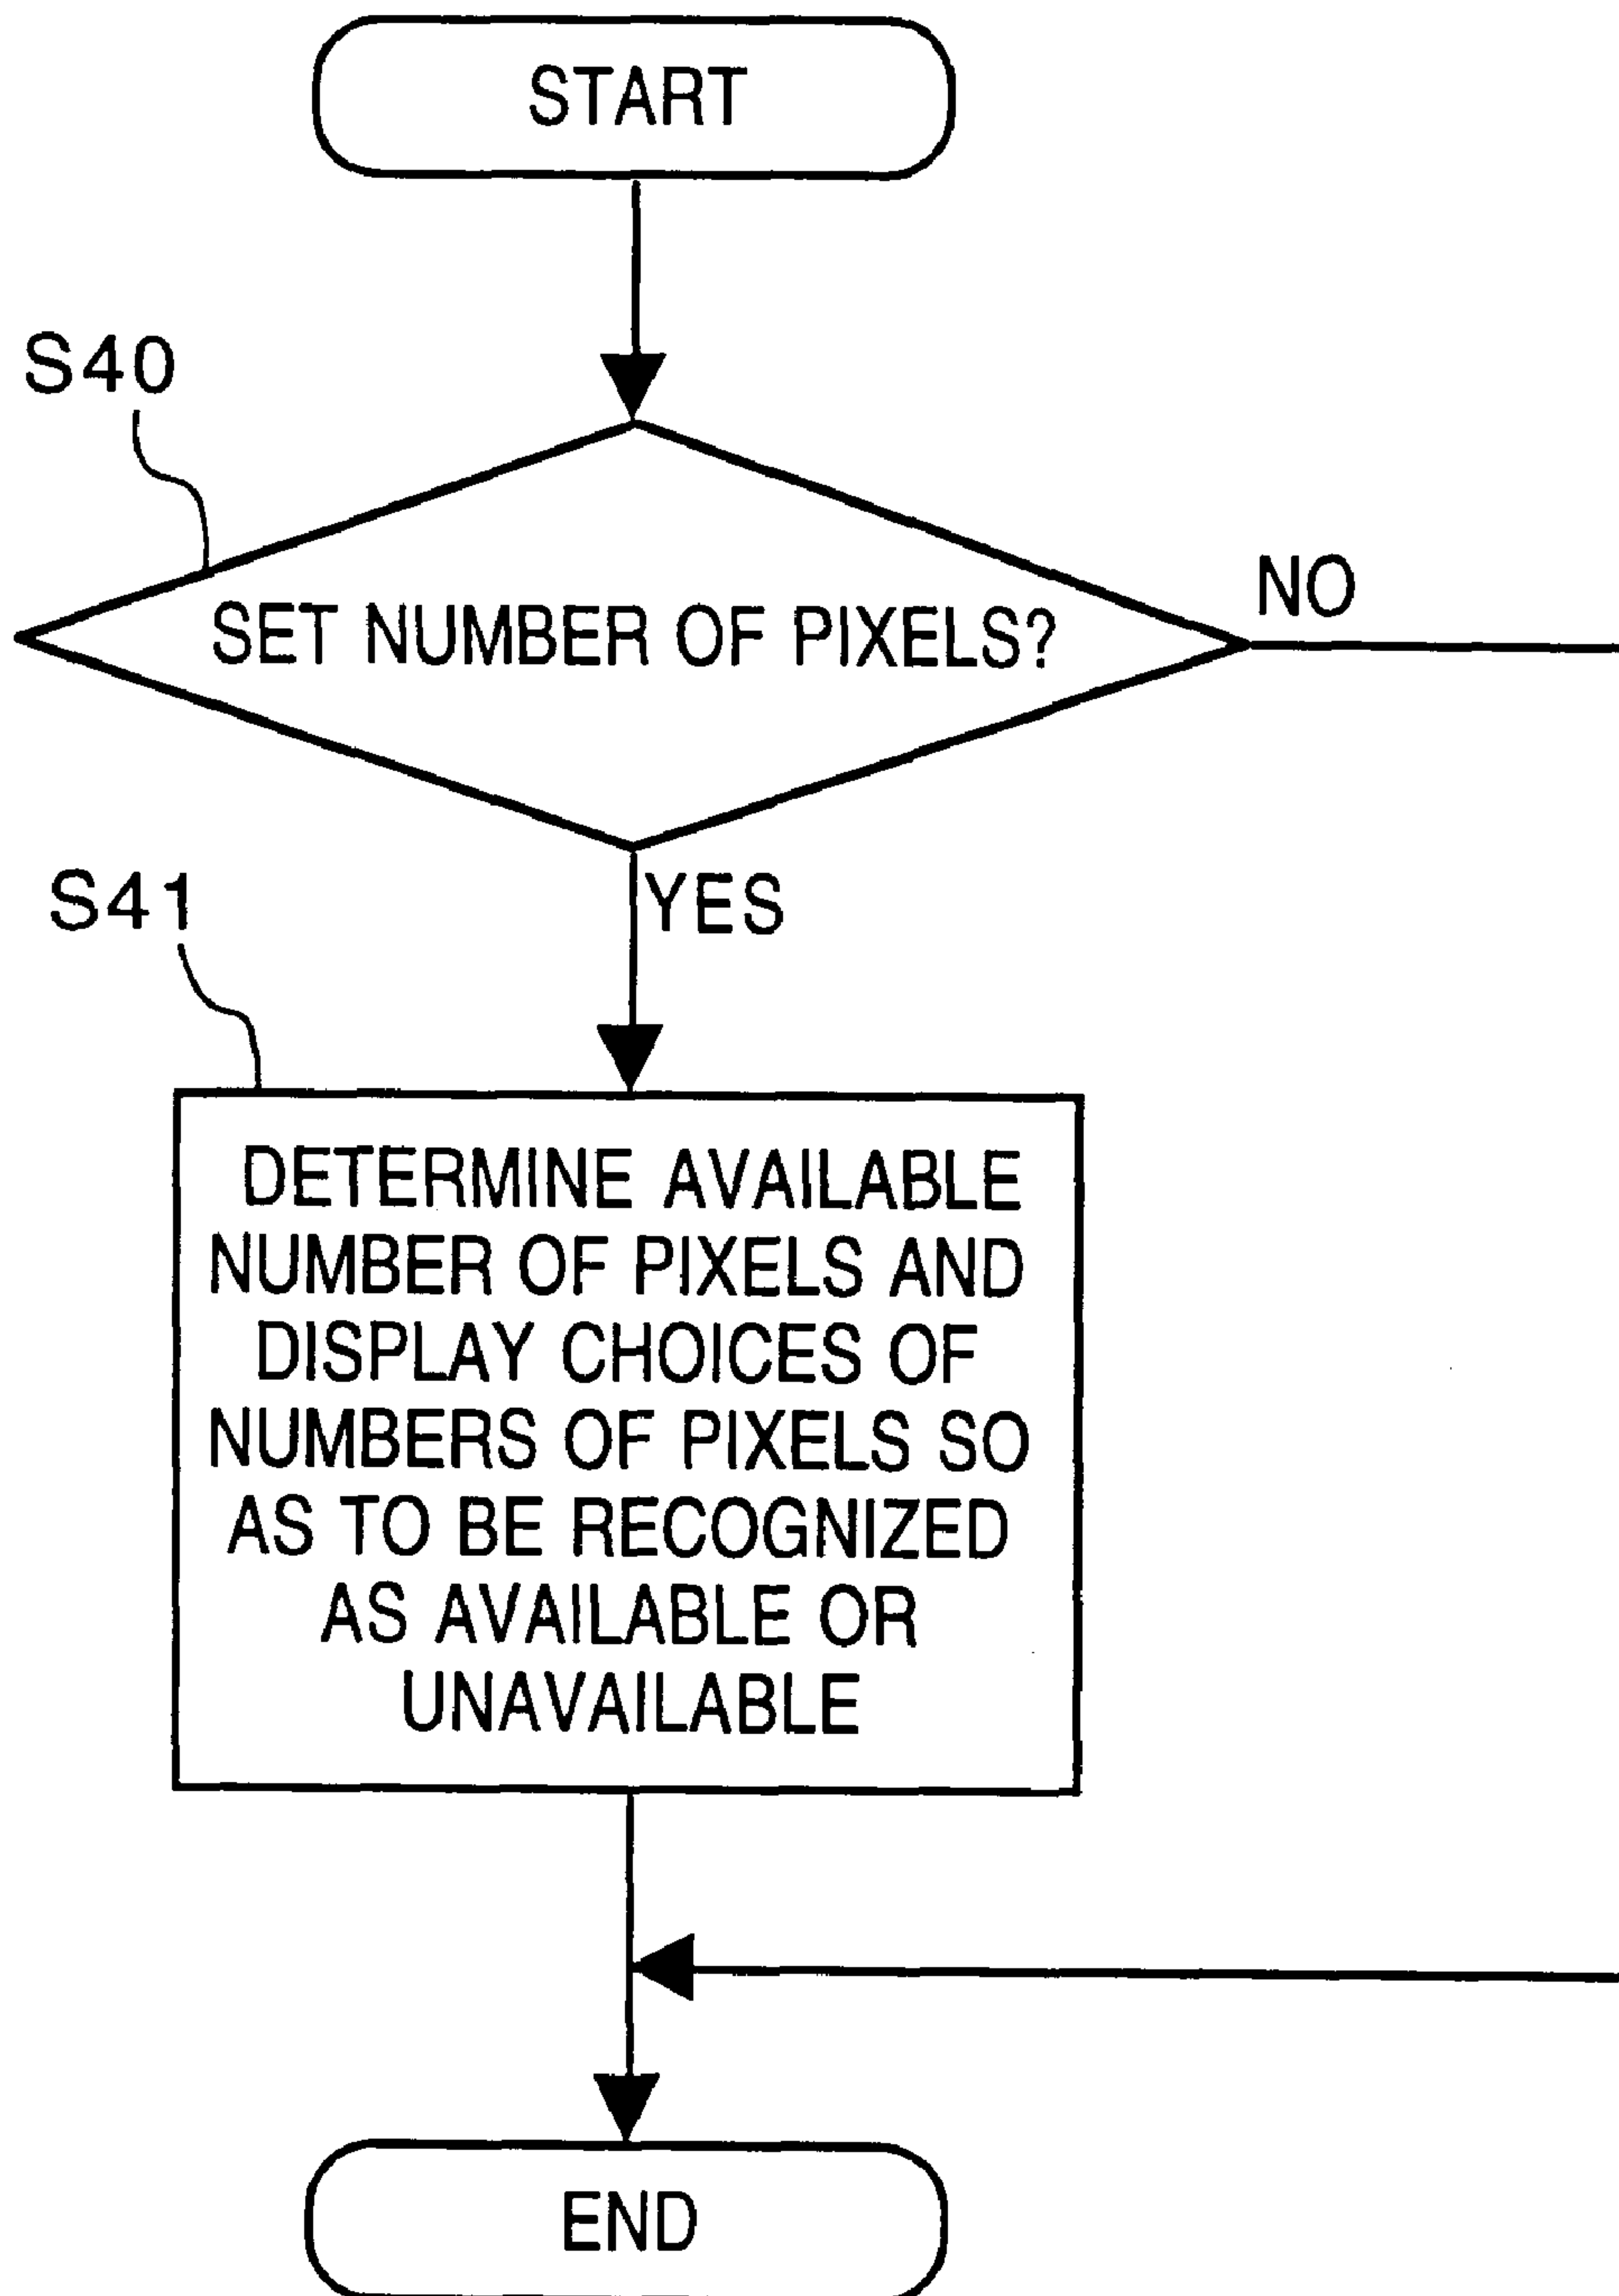 START
S40
SET NUMBER OF PIXELS?
NO
YES
S41
DETERMINE AVAILABLE
NUMBER OF PIXELS AND
DISPLAY CHOICES OF
NUMBERS OF PIXELS SO
AS TO BE RECOGNIZED
AS AVAILABLE OR
UNAVAILABLE
END